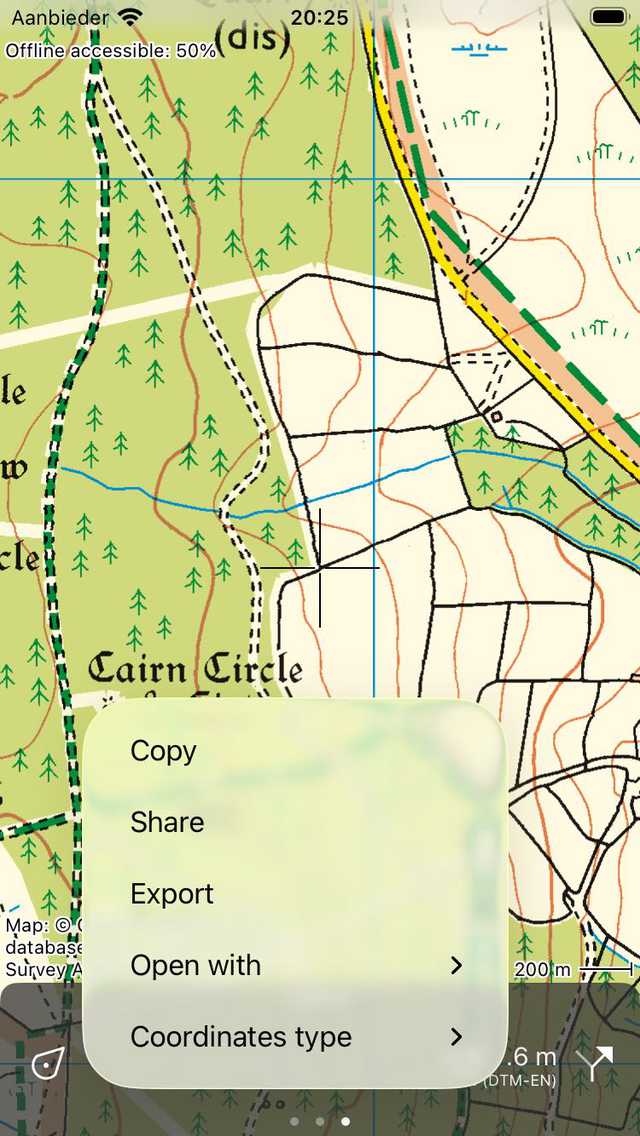 Aanbieder 20:25
Offline accessible: 50%
(dis)
le
w
cle
Cairn Circle
Copy
Share
Export
Open with
Coordinates type
Map: ©
database
Survey
200 m
.6 m
(DTM-EN)